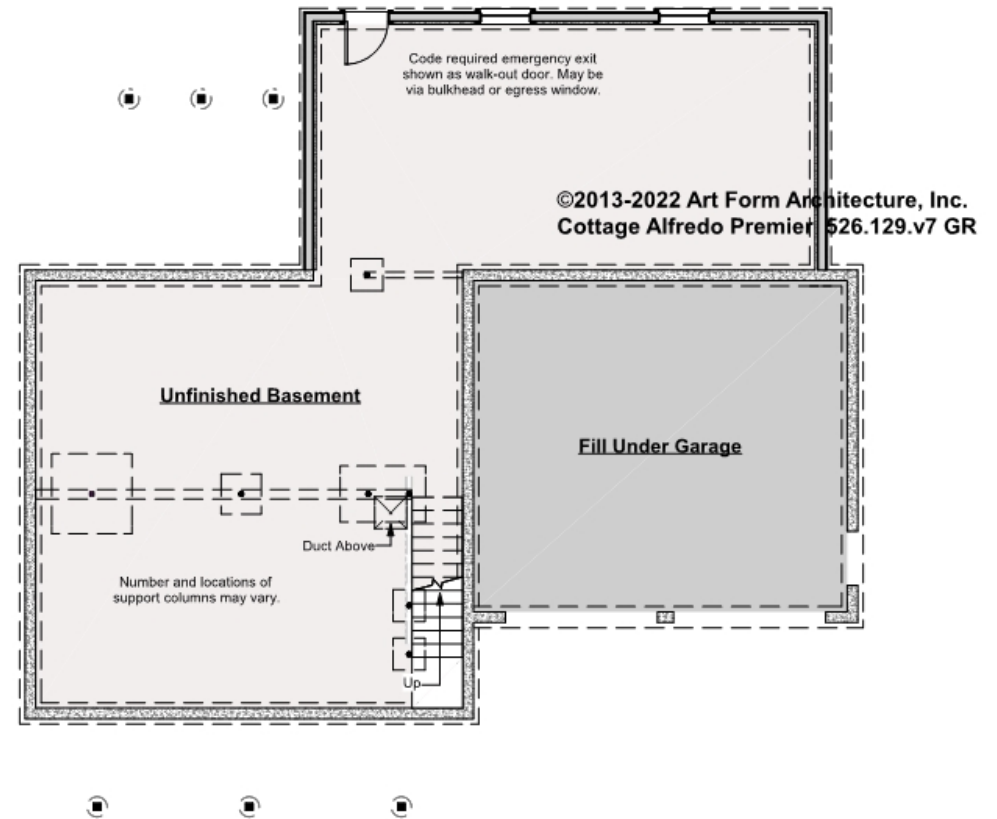 Code required emergency exit
shown as walk-out door. May be
via bulkhead or egress window.
©2013-2022 Art Form Architecture, Inc.
Cottage Alfredo Premier 526.129.v7 GR
Unfinished Basement
Fill Under Garage
Duct Above
Number and locations of
support columns may vary.
Up